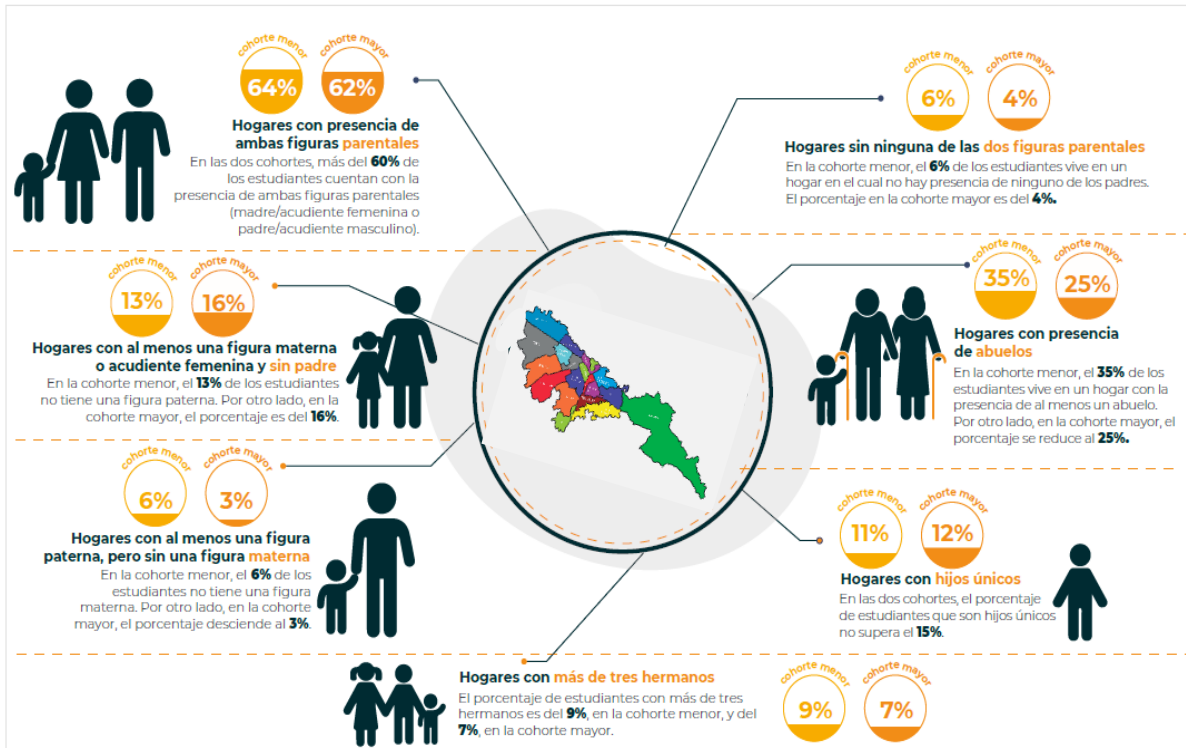 cohorte menor
cohorte mayor
64%
62%
Hogares con presencia de
ambas figuras parentales
En las dos cohortes, más del 60% de
los estudiantes cuentan con la
presencia de ambas figuras parentales
(madre/acudiente femenina o
padre/acudiente masculino).
cohorte menor
cohorte mayor
13%
16%
Hogares con al menos una figura materna
o acudiente femenina y sin padre
En la cohorte menor, el 13% de los estudiantes
no tiene una figura paterna. Por otro lado, en la
cohorte mayor, el porcentaje es del 16%.
cohorte menor
cohorte mayor
6%
3%
Hogares con al menos una figura
paterna, pero sin una figura materna
En la cohorte menor, el 6% de los
estudiantes no tiene una figura
materna. Por otro lado, en la cohorte
mayor, el porcentaje desciende al 3%.
cohorte menor
cohorte mayor
6%
4%
Hogares sin ninguna de las dos figuras parentales
En la cohorte menor, el 6% de los estudiantes vive en un
hogar en el cual no hay presencia de ninguno de los padres.
El porcentaje en la cohorte mayor es del 4%.
cohorte menor
cohorte mayor
35%
25%
Hogares con presencia
de abuelos
En la cohorte menor, el 35% de los
estudiantes vive en un hogar con la
presencia de al menos un abuelo.
Por otro lado, en la cohorte mayor, el
porcentaje se reduce al 25%.
cohorte menor
cohorte mayor
11%
12%
Hogares con hijos únicos
En las dos cohortes, el porcentaje
de estudiantes que son hijos únicos
no supera el 15%.
Hogares con más de tres hermanos
El porcentaje de estudiantes con más de tres
hermanos es del 9%, en la cohorte menor, y del
7%, en la cohorte mayor.
cohorte menor
cohorte mayor
9%
7%